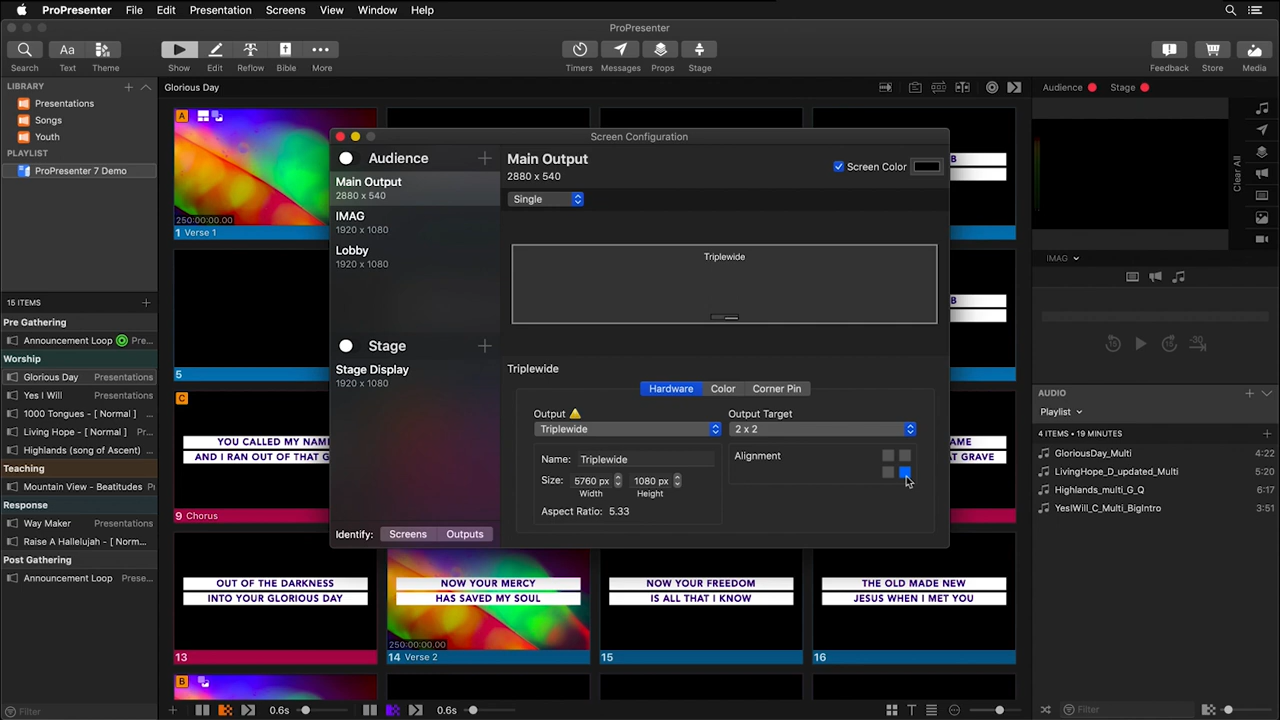 ProPresenter File Edit Presentation Screens View Window Help
ProPresenter
Search
Aa
Text
Theme
Show
Edit
Reflow
Bible
More
Timers
Messages
Props
Stage
Feedback
Store
Media
LIBRARY
Presentations
Songs
Youth
PLAYLIST
ProPresenter 7 Demo
15 ITEMS
Pre Gathering
Announcement Loop Pre...
Worship
Glorious Day Presentations
Yes I Will Presentations
1000 Tongues - [ Normal ] ...
Living Hope - [ Normal ] Pre...
Highlands (song of Ascent) ...
Teaching
Mountain View - Beatitudes P
Response
Way Maker Presentations
Raise A Hallelujah - [ Norm...
Post Gathering
Announcement Loop Prese...
Filter
Glorious Day
A
250:00:00.00
1 Verse 1
B
5
B
C
YOU CALLED MY NAM
AND I RAN OUT OF THAT G
9 Chorus
AME
AT GRAVE
OUT OF THE DARKNESS
INTO YOUR GLORIOUS DAY
13
NOW YOUR MERCY
HAS SAVED MY SOUL
250:00:00.00
14 Verse 2
NOW YOUR FREEDOM
IS ALL THAT I KNOW
15
THE OLD MADE NEW
JESUS WHEN I MET YOU
16
B
0.6s
0.6s
T
Screen Configuration
Audience
Main Output
2880 x 540
IMAG
1920 x 1080
Lobby
1920 x 1080
Stage
Stage Display
1920 x 1080
Identify: Screens Outputs
Main Output
2880 x 540
Screen Color
Single
Triplewide
Triplewide
Hardware Color Corner Pin
Output
Triplewide
Output Target
2 x 2
Name: Triplewide
Size: 5760 px 1080 px
Width Height
Aspect Ratio: 5.33
Alignment
Audience Stage
Clear All
IMAG
15
15
-30
AUDIO
Playlist
4 ITEMS • 19 MINUTES
GloriousDay_Multi 4:22
LivingHope_D_updated_Multi 5:19
Highlands_multi_G_Q 6:17
YesIWill_C_Multi_BigIntro 3:51
Filter